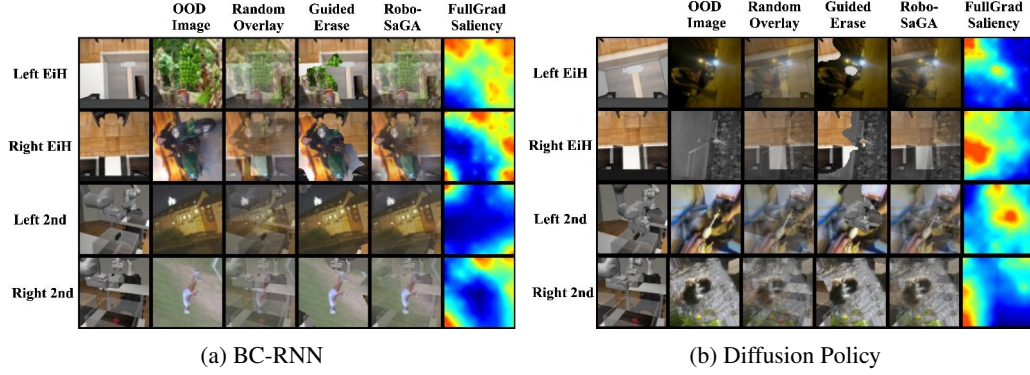 OOD Image Random Overlay Guided Erase Robo-SaGA FullGrad Saliency
Left EiH
Right EiH
Left 2nd
Right 2nd
(a) BC-RNN
OOD Image Random Overlay Guided Erase Robo-SaGA FullGrad Saliency
Left EiH
Right EiH
Left 2nd
Right 2nd
(b) Diffusion Policy